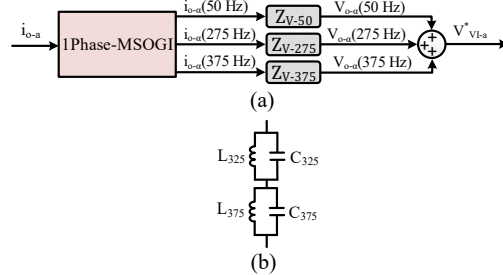 i_o-a
1Phase-MSOGI
i_o-α(50 Hz) Z_V-50 V_o-α(50 Hz)
i_o-α(275 Hz) Z_V-275 V_o-α(275 Hz)
i_o-α(375 Hz) Z_V-375 V_o-α(375 Hz)
+ + +
V*_VI-a
(a)
L_325 C_325
L_375 C_375
(b)